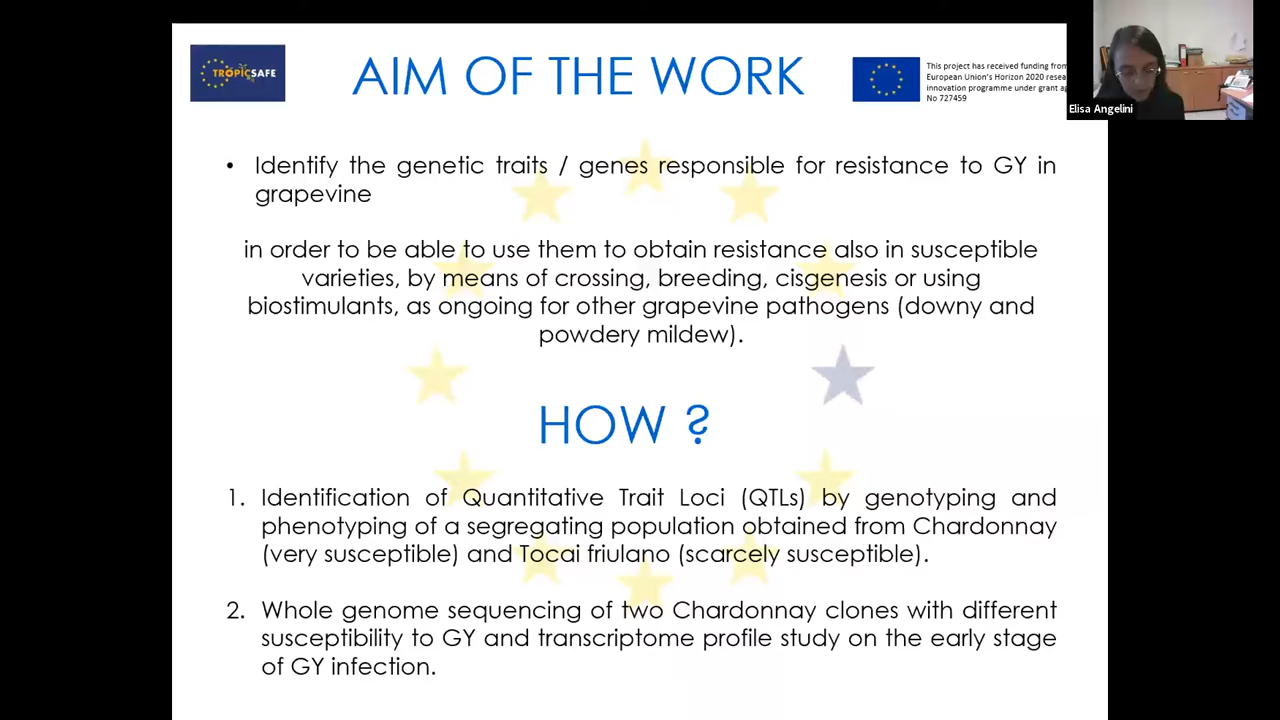 TROPICSAFE
AIM OF THE WORK
This project has received funding from
European Union's Horizon 2020 resea
innovation programme under grant ag
No 727459
Elisa Angelini
• Identify the genetic traits / genes responsible for resistance to GY in
grapevine
in order to be able to use them to obtain resistance also in susceptible
varieties, by means of crossing, breeding, cisgenesis or using
biostimulants, as ongoing for other grapevine pathogens (downy and
powdery mildew).
HOW ?
1. Identification of Quantitative Trait Loci (QTLs) by genotyping and
phenotyping of a segregating population obtained from Chardonnay
(very susceptible) and Tocai friulano (scarcely susceptible).
2. Whole genome sequencing of two Chardonnay clones with different
susceptibility to GY and transcriptome profile study on the early stage
of GY infection.